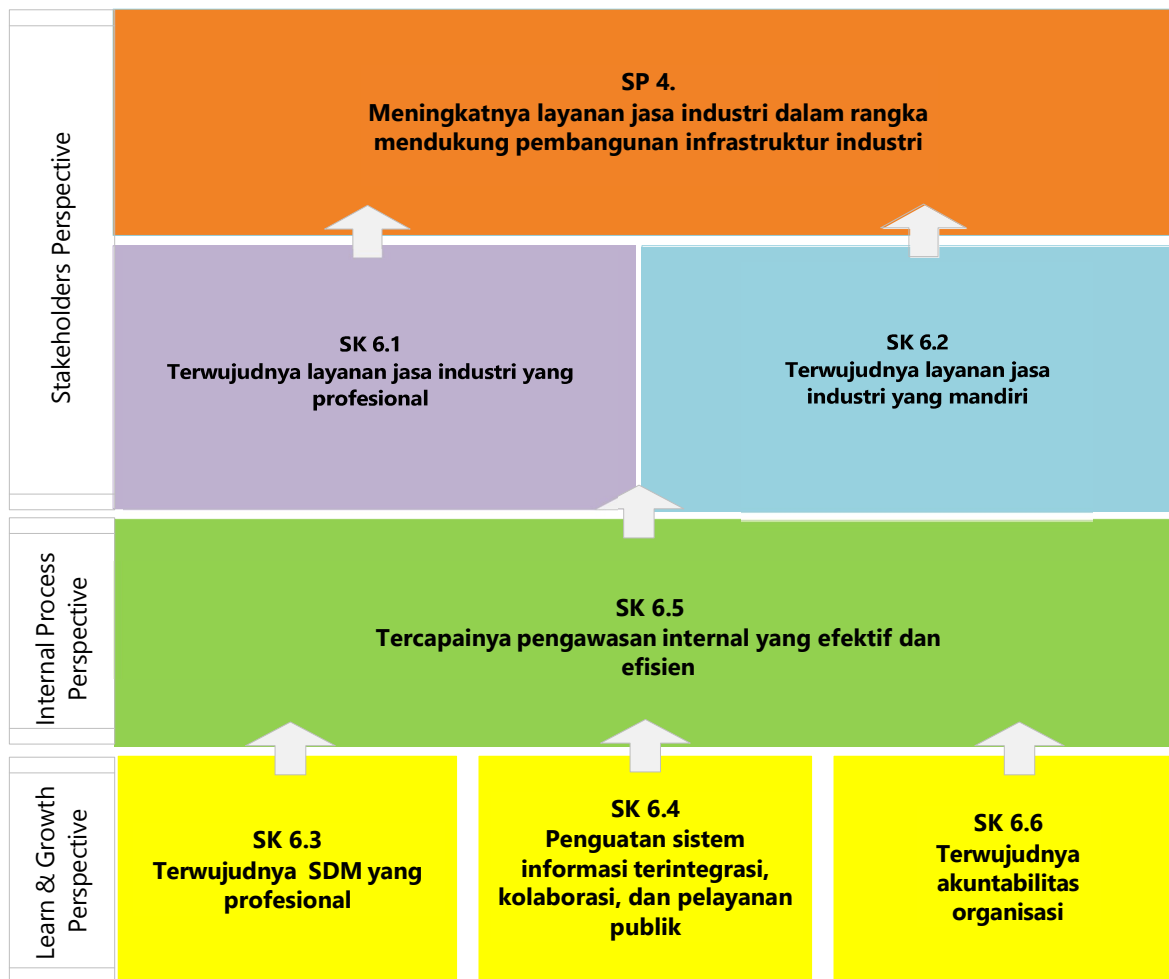 Stakeholders Perspective
SP 4.
Meningkatnya layanan jasa industri dalam rangka
mendukung pembangunan infrastruktur industri
SK 6.1
Terwujudnya layanan jasa industri yang
profesional
SK 6.2
Terwujudnya layanan jasa
industri yang mandiri
Internal Process
Perspective
SK 6.5
Tercapainya pengawasan internal yang efektif dan
efisien
Learn & Growth
Perspective
SK 6.3
Terwujudnya SDM yang
profesional
SK 6.4
Penguatan sistem
informasi terintegrasi,
kolaborasi, dan pelayanan
publik
SK 6.6
Terwujudnya
akuntabilitas
organisasi